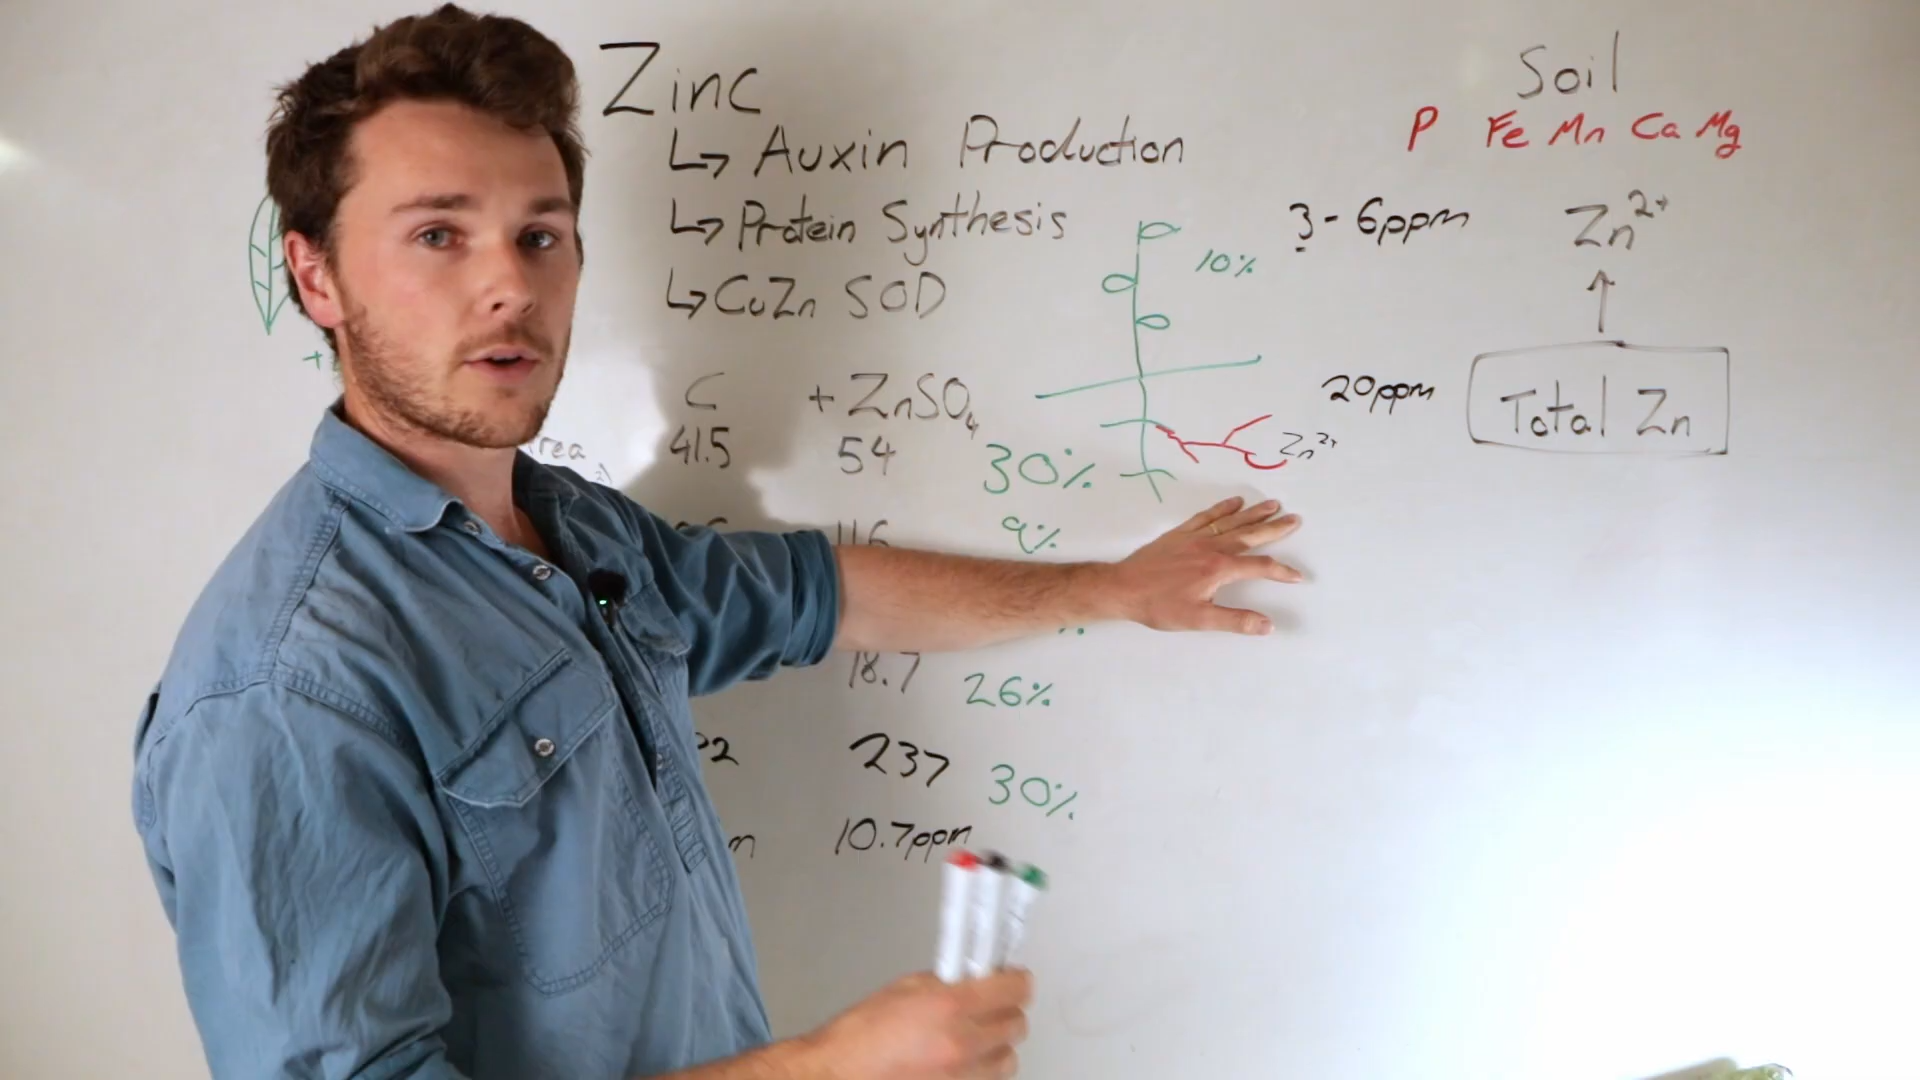 Zinc
↳ Auxin Production
↳ Protein Synthesis
↳ CuZn SOD
C + ZnSO4
41.5 54 30%
116 9%
%
18.7 26%
237 30%
10.7ppm
10%
Zn2+
Soil
P Fe Mn Ca Mg
3-6ppm Zn2+
20ppm Total Zn